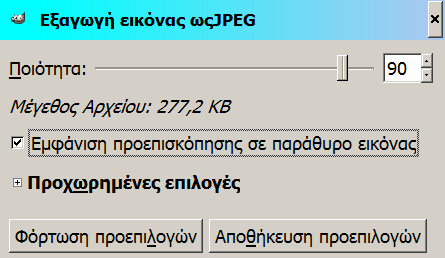 Εξαγωγή εικόνας ωςJPEG
Ποιότητα: 90
Μέγεθος Αρχείου: 277,2 KB
Εμφάνιση προεπισκόπησης σε παράθυρο εικόνας
Προχωρημένες επιλογές
Φόρτωση προεπιλογών Αποθήκευση προεπιλογών